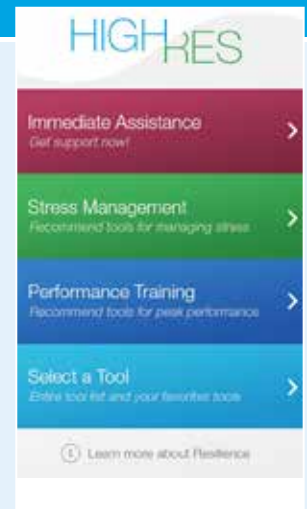 HIGH RES
Immediate Assistance
Get support now!
Stress Management
Recommend tools for managing stress
Performance Training
Recommend tools for peak performance
Select a Tool
Entire tool list and your favorites tools
Learn more about Resilience